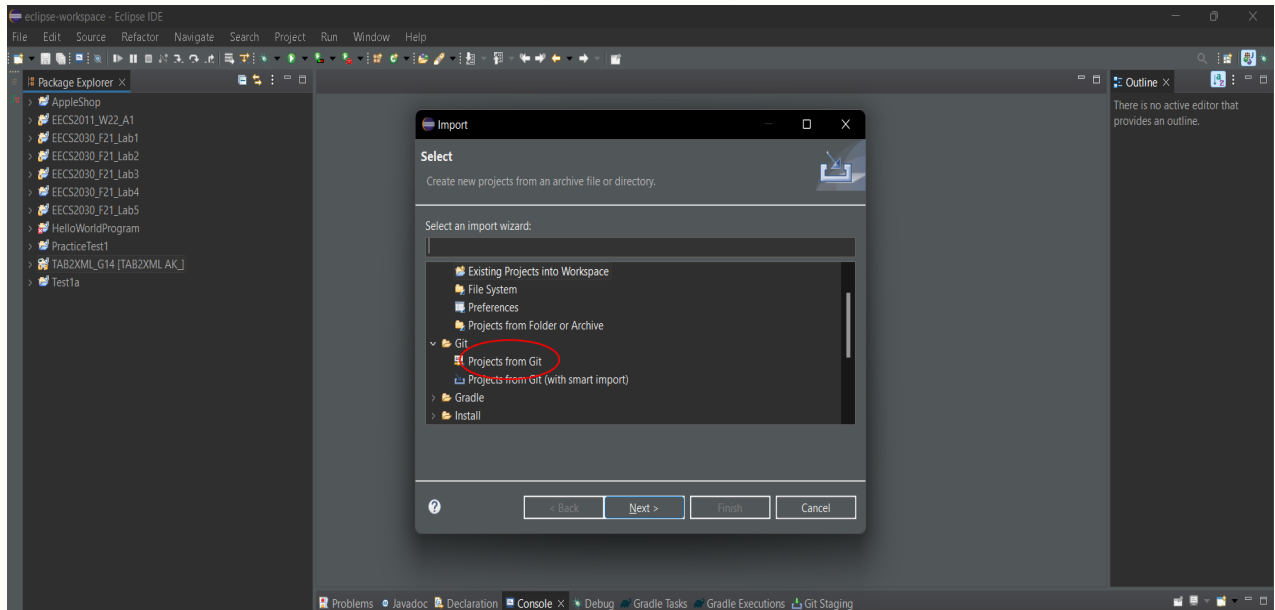 eclipse-workspace - Eclipse IDE
File Edit Source Refactor Navigate Search Project Run Window Help
Package Explorer
AppleShop
EECS2011_W22_A1
EECS2030_F21_Lab1
EECS2030_F21_Lab2
EECS2030_F21_Lab3
EECS2030_F21_Lab4
EECS2030_F21_Lab5
HelloWorldProgram
PracticeTest1
TAB2XML_G14 [TAB2XML AK_]
Test1a
Import
Select
Create new projects from an archive file or directory.
Select an import wizard:
Existing Projects into Workspace
File System
Preferences
Projects from Folder or Archive
Git
Projects from Git
Projects from Git (with smart import)
Gradle
Install
< Back Next > Finish Cancel
Outline
There is no active editor that
provides an outline.
Problems Javadoc Declaration Console Debug Gradle Tasks Gradle Executions Git Staging